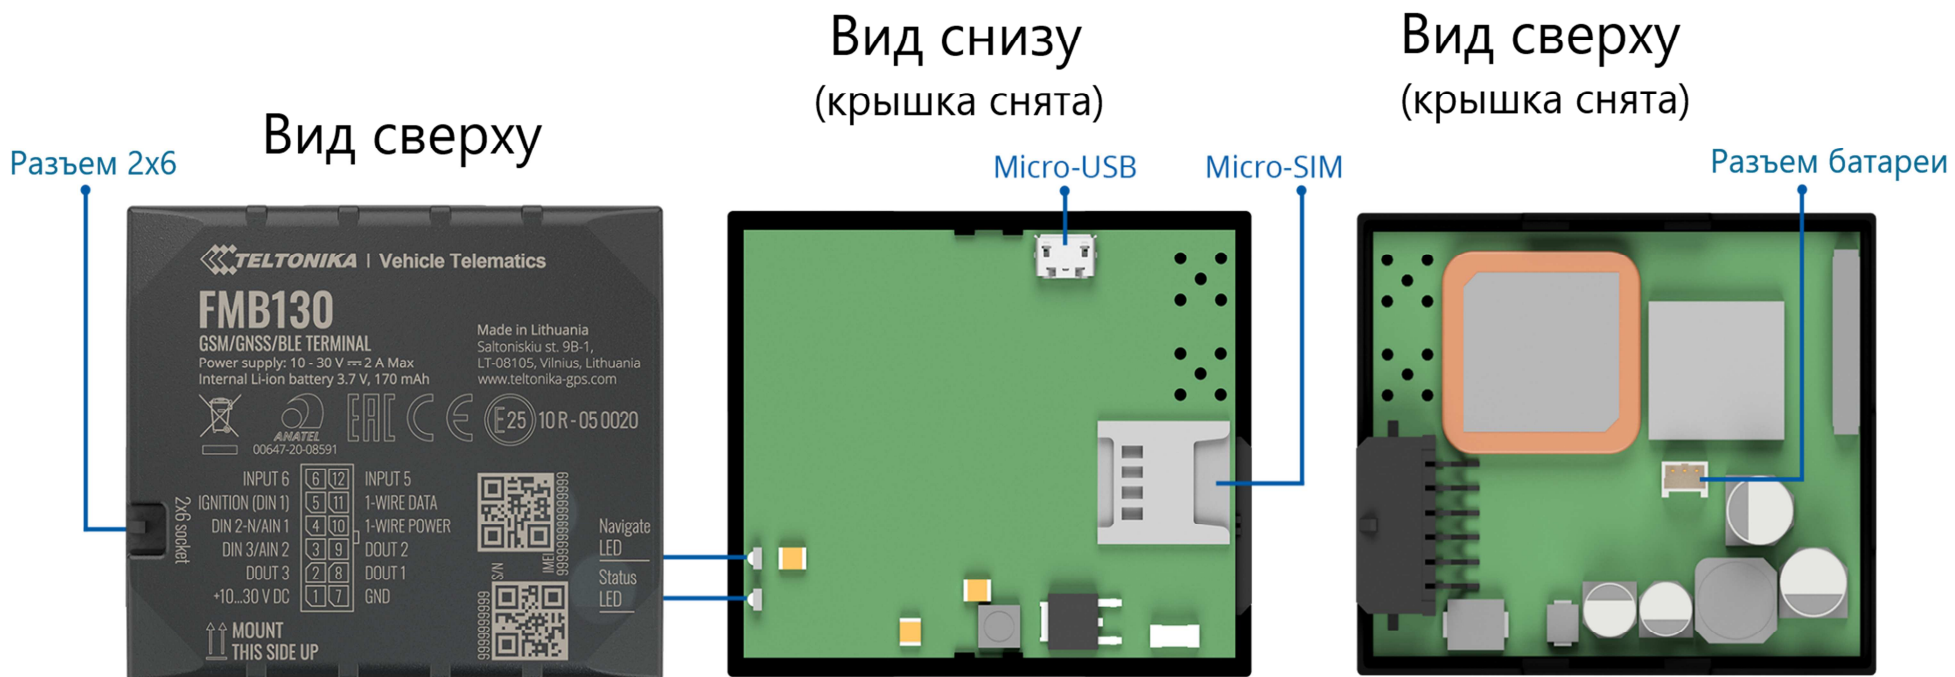 Вид сверху
Разъем 2x6
TELTONIKA | Vehicle Telematics
FMB130
GSM/GNSS/BLE TERMINAL
Power supply: 10 - 30 V ⎓ 2 A Max
Internal Li-ion battery 3.7 V, 170 mAh
Made in Lithuania
Saltoniskiu st. 9B-1,
LT-08105, Vilnius, Lithuania
www.teltonika-gps.com
ANATEL
00647-20-08591
EAC CE E25 10 R - 05 0020
2x6 socket
INPUT 6 6 12 INPUT 5
IGNITION (DIN 1) 5 11 1-WIRE DATA
DIN 2-N/AIN 1 4 10 1-WIRE POWER
DIN 3/AIN 2 3 9 DOUT 2
DOUT 3 2 8 DOUT 1
+10...30 V DC 1 7 GND
MOUNT
THIS SIDE UP
IMEI
S/N
Navigate
LED
Status
LED
Вид снизу
(крышка снята)
Micro-USB
Micro-SIM
Вид сверху
(крышка снята)
Разъем батареи